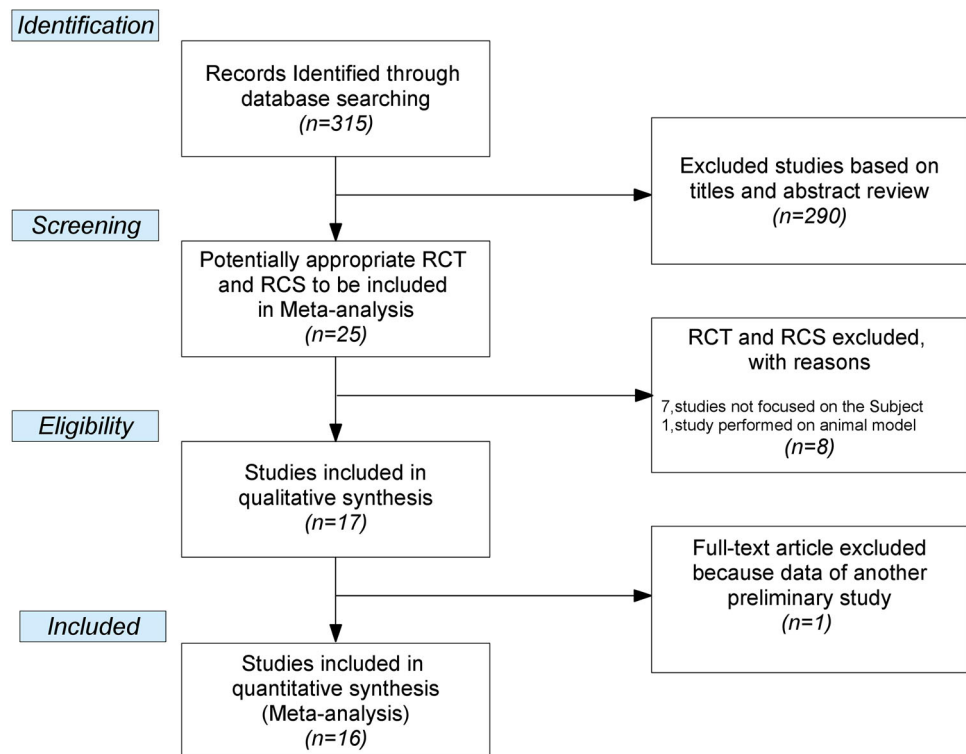 Identification
Records Identified through
database searching
(n=315)
Excluded studies based on
titles and abstract review
(n=290)
Screening
Potentially appropriate RCT
and RCS to be included
in Meta-analysis
(n=25)
RCT and RCS excluded,
with reasons
7,studies not focused on the Subject
1,study performed on animal model
(n=8)
Eligibility
Studies included in
qualitative synthesis
(n=17)
Full-text article excluded
because data of another
preliminary study
(n=1)
Included
Studies included in
quantitative synthesis
(Meta-analysis)
(n=16)